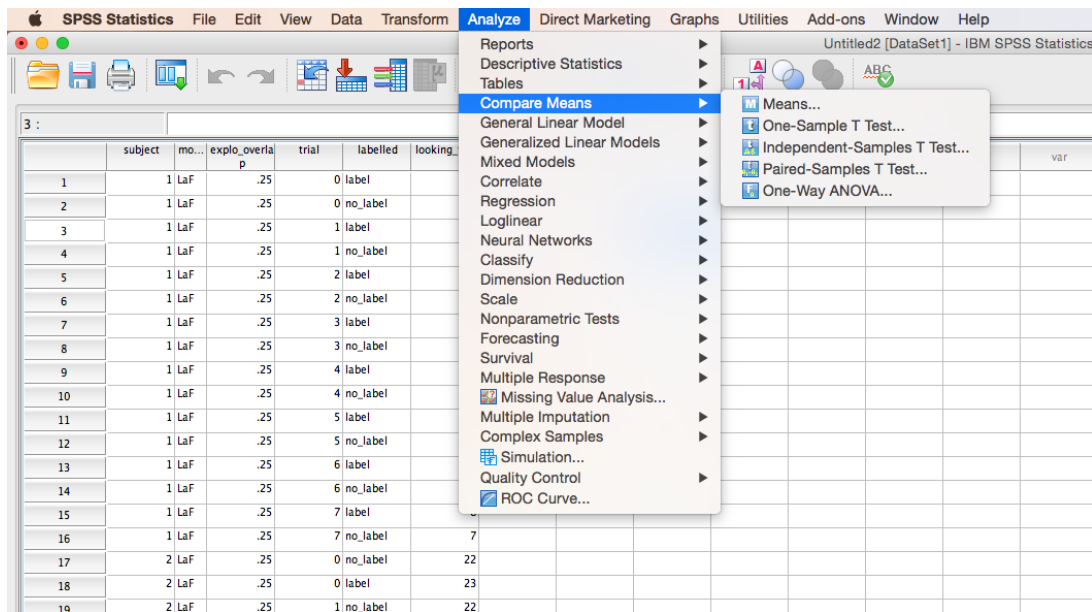 SPSS Statistics File Edit View Data Transform Analyze Direct Marketing Graphs Utilities Add-ons Window Help
Untitled2 [DataSet1] - IBM SPSS Statistics
Reports
Descriptive Statistics
Tables
Compare Means
General Linear Model
Generalized Linear Models
Mixed Models
Correlate
Regression
Loglinear
Neural Networks
Classify
Dimension Reduction
Scale
Nonparametric Tests
Forecasting
Survival
Multiple Response
Missing Value Analysis...
Multiple Imputation
Complex Samples
Simulation...
Quality Control
ROC Curve...
Means...
One-Sample T Test...
Independent-Samples T Test...
Paired-Samples T Test...
One-Way ANOVA...
A
1
ABC
3 :
subject mo... explo_overlap trial labelled looking_ var
1 1 LaF .25 0 label
2 1 LaF .25 0 no_label
3 1 LaF .25 1 label
4 1 LaF .25 1 no_label
5 1 LaF .25 2 label
6 1 LaF .25 2 no_label
7 1 LaF .25 3 label
8 1 LaF .25 3 no_label
9 1 LaF .25 4 label
10 1 LaF .25 4 no_label
11 1 LaF .25 5 label
12 1 LaF .25 5 no_label
13 1 LaF .25 6 label
14 1 LaF .25 6 no_label
15 1 LaF .25 7 label
16 1 LaF .25 7 no_label 7
17 2 LaF .25 0 no_label 22
18 2 LaF .25 0 label 23
19 2 LaF .25 1 no_label 22